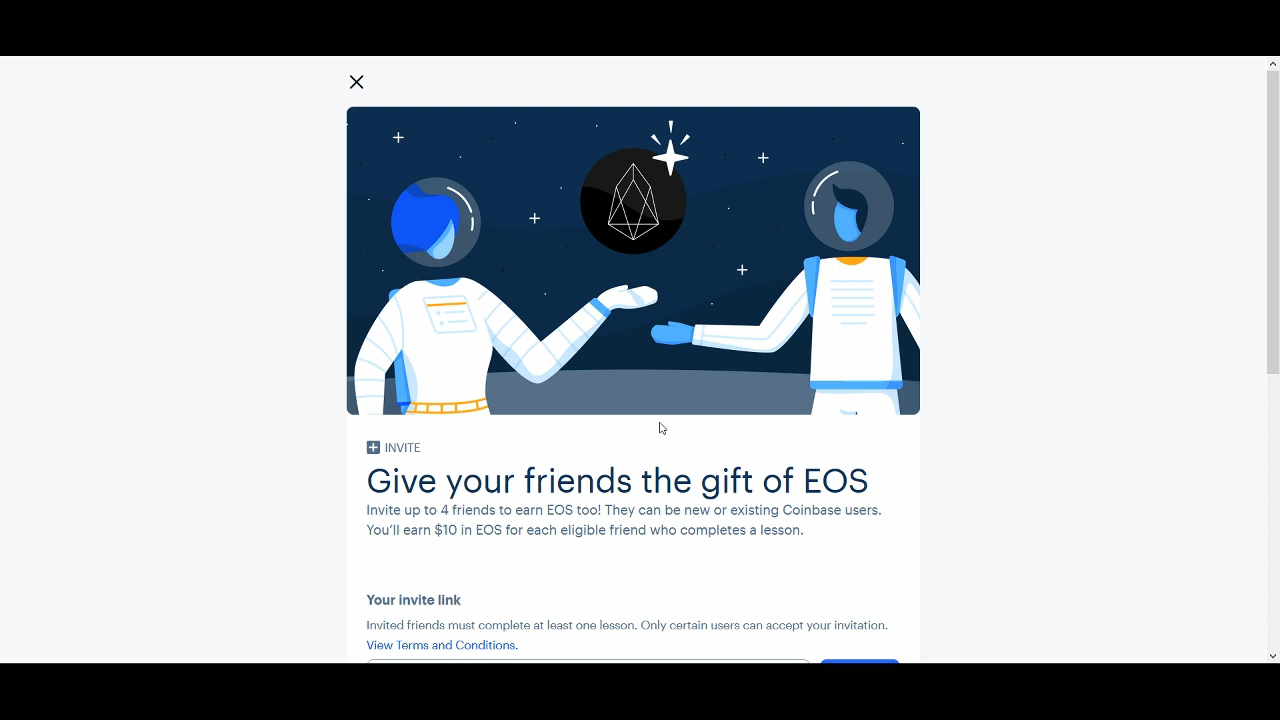 INVITE
Give your friends the gift of EOS
Invite up to 4 friends to earn EOS too! They can be new or existing Coinbase users.
You’ll earn $10 in EOS for each eligible friend who completes a lesson.
Your invite link
Invited friends must complete at least one lesson. Only certain users can accept your invitation.
View Terms and Conditions.